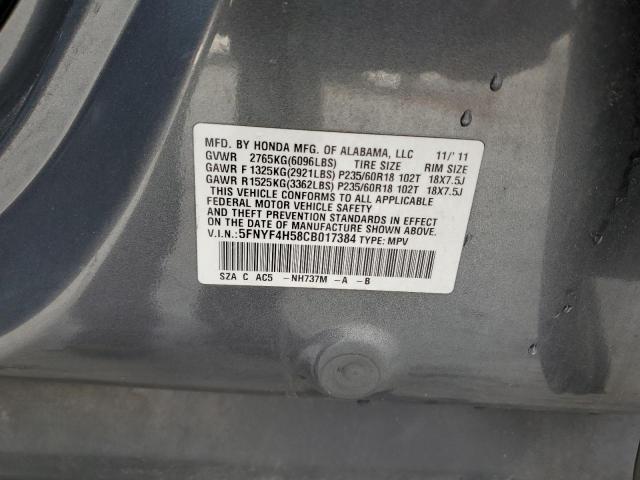 MFD. BY HONDA MFG. OF ALABAMA, LLC 11/'11
GVWR 2765KG(6096LBS) TIRE SIZE RIM SIZE
GAWR F 1325KG(2921LBS) P235/60R18 102T 18X7.5J
GAWR R1525KG(3362LBS) P235/60R18 102T 18X7.5J
THIS VEHICLE CONFORMS TO ALL APPLICABLE
FEDERAL MOTOR VEHICLE SAFETY
AND THEFT PREVENTION STANDARDS IN EFFECT
ON THE DATE OF MANUFACTURE SHOWN ABOVE.
V.I.N.:5FNYF4H58CB017384 TYPE: MPV
SZA C AC5 -NH737M -A -B